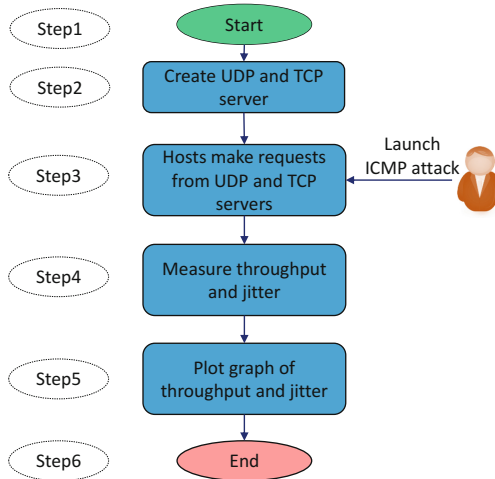 Step1
Start
Step2
Create UDP and TCP
server
Step3
Hosts make requests
from UDP and TCP
servers
Launch
ICMP attack
Step4
Measure throughput
and jitter
Step5
Plot graph of
throughput and jitter
Step6
End